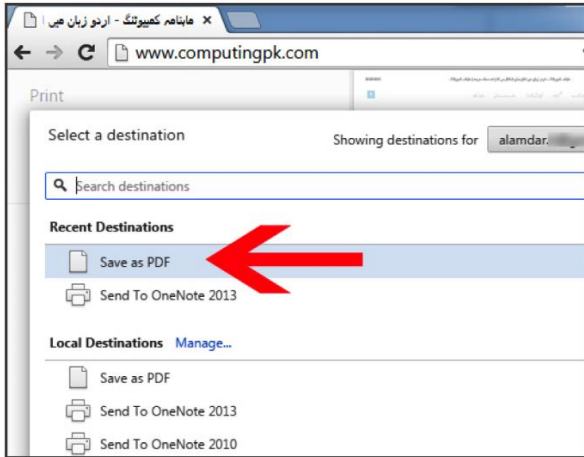 ماہنامہ کمپیوٹنگ - اردو زبان میں ا
www.computingpk.com
Print
Select a destination
Showing destinations for alamdar.
Search destinations
Recent Destinations
Save as PDF
Send To OneNote 2013
Local Destinations Manage...
Save as PDF
Send To OneNote 2013
Send To OneNote 2010